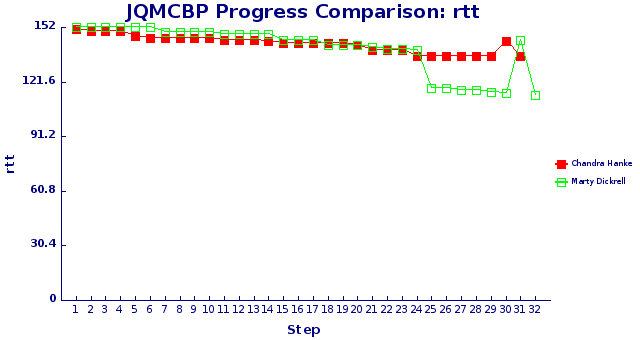 JQMCBP Progress Comparison: rtt
152
121.6
91.2
60.8
30.4
0
rtt
1 2 3 4 5 6 7 8 9 10 11 12 13 14 15 16 17 18 19 20 21 22 23 24 25 26 27 28 29 30 31 32
Step
Chandra Hanke
Marty Dickrell